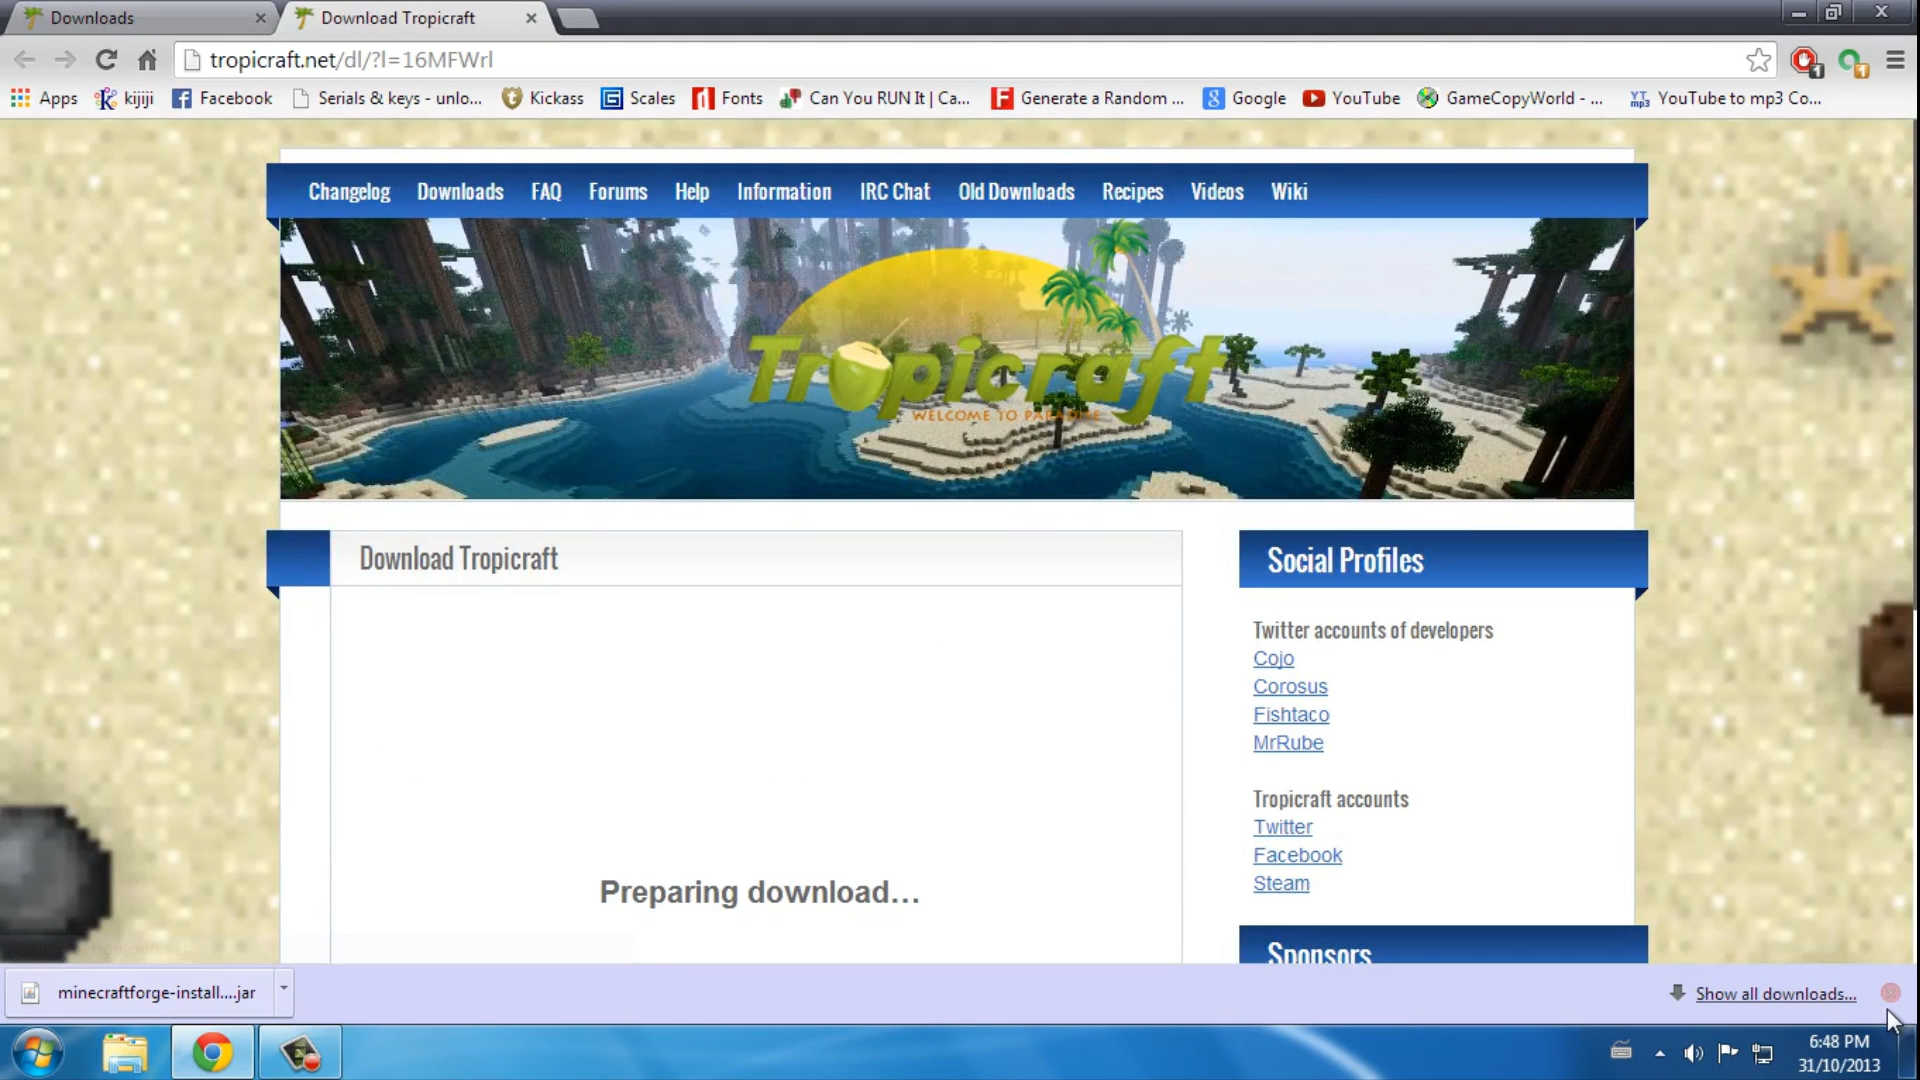 Downloads
Download Tropicraft
tropicraft.net/dl/?l=16MFWrl
Apps
kijiji
Facebook
Serials & keys - unlo...
Kickass
Scales
Fonts
Can You RUN It | Ca...
Generate a Random ...
Google
YouTube
GameCopyWorld - ...
YouTube to mp3 Co...
Changelog
Downloads
FAQ
Forums
Help
Information
IRC Chat
Old Downloads
Recipes
Videos
Wiki
Tropicraft
WELCOME TO PARADISE
Download Tropicraft
Preparing download...
Social Profiles
Twitter accounts of developers
Cojo
Corosus
Fishtaco
MrRube
Tropicraft accounts
Twitter
Facebook
Steam
Sponsors
minecraftforge-install....jar
Show all downloads...
6:48 PM
31/10/2013